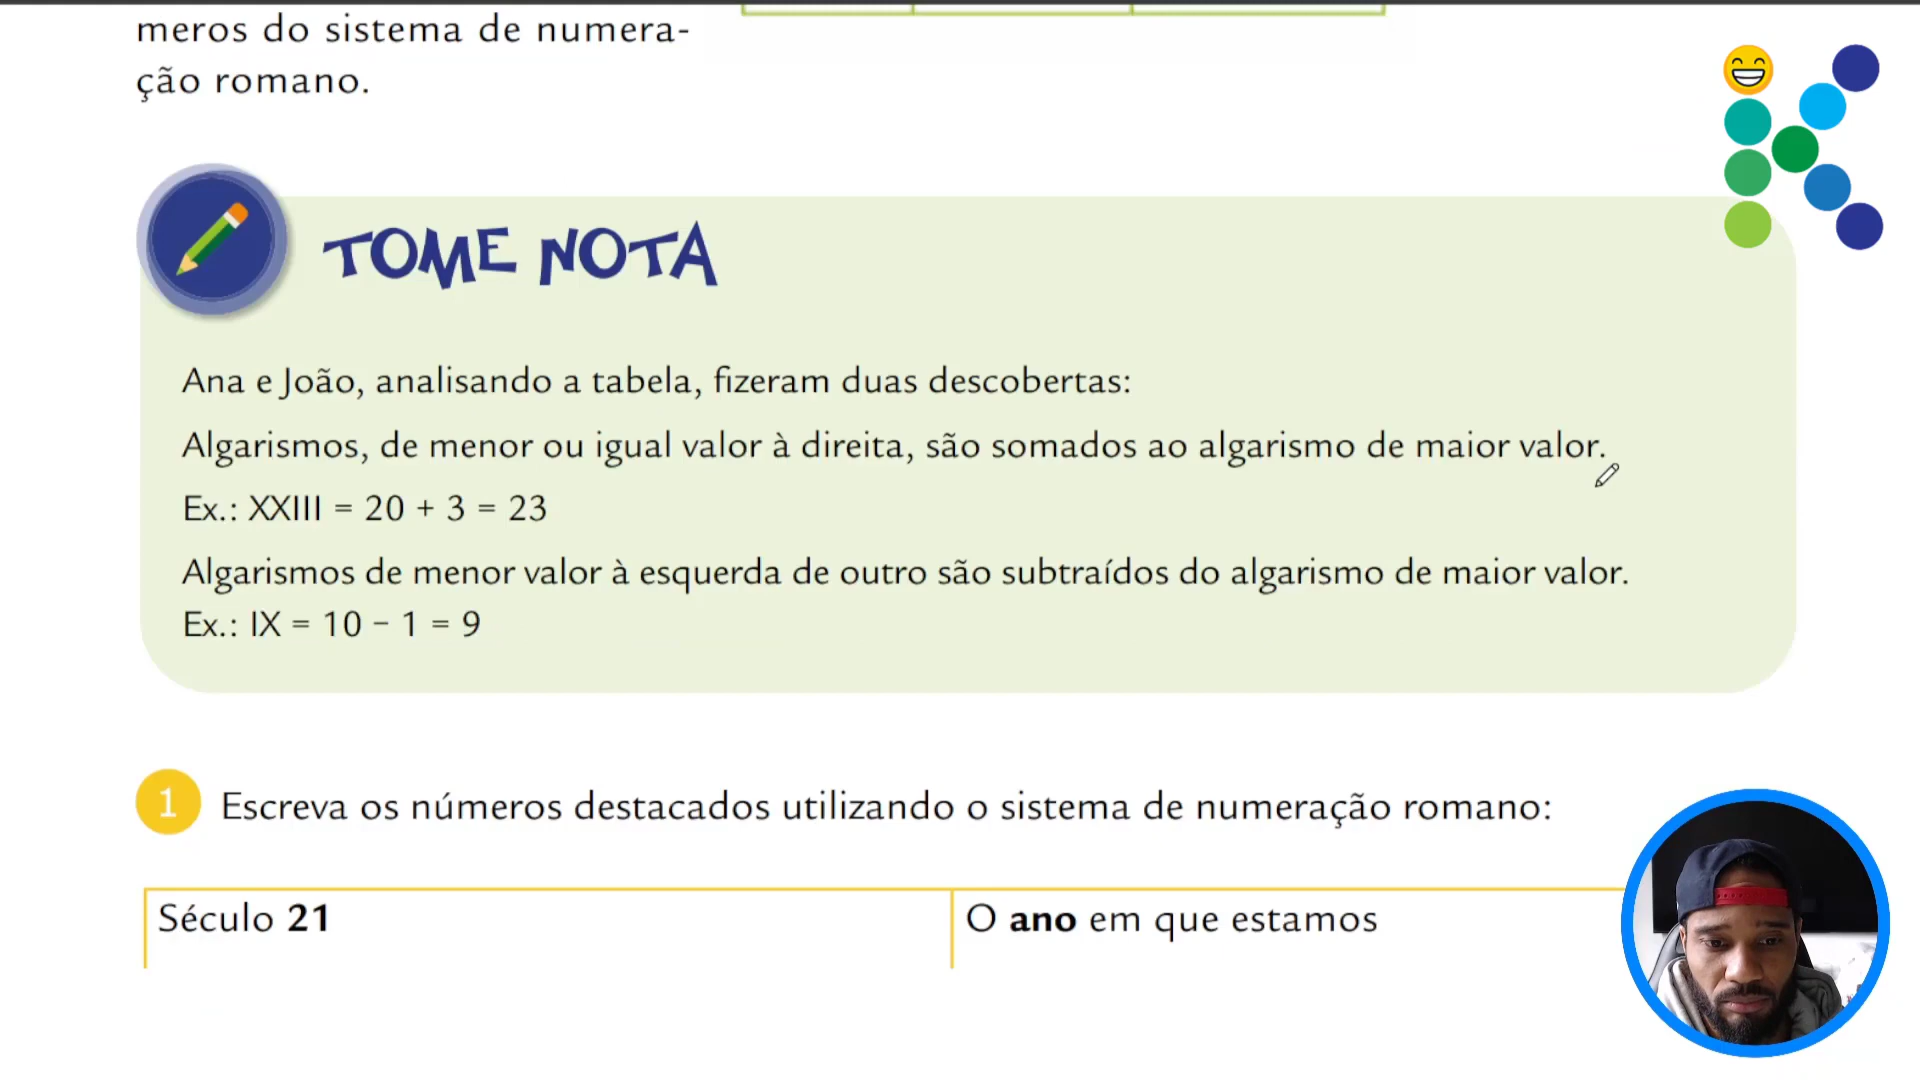 meros do sistema de numera-
ção romano.
TOME NOTA
Ana e João, analisando a tabela, fizeram duas descobertas:
Algarismos, de menor ou igual valor à direita, são somados ao algarismo de maior valor.
Ex.: XXIII = 20 + 3 = 23
Algarismos de menor valor à esquerda de outro são subtraídos do algarismo de maior valor.
Ex.: IX = 10 − 1 = 9
1 Escreva os números destacados utilizando o sistema de numeração romano:
Século 21
O ano em que estamos